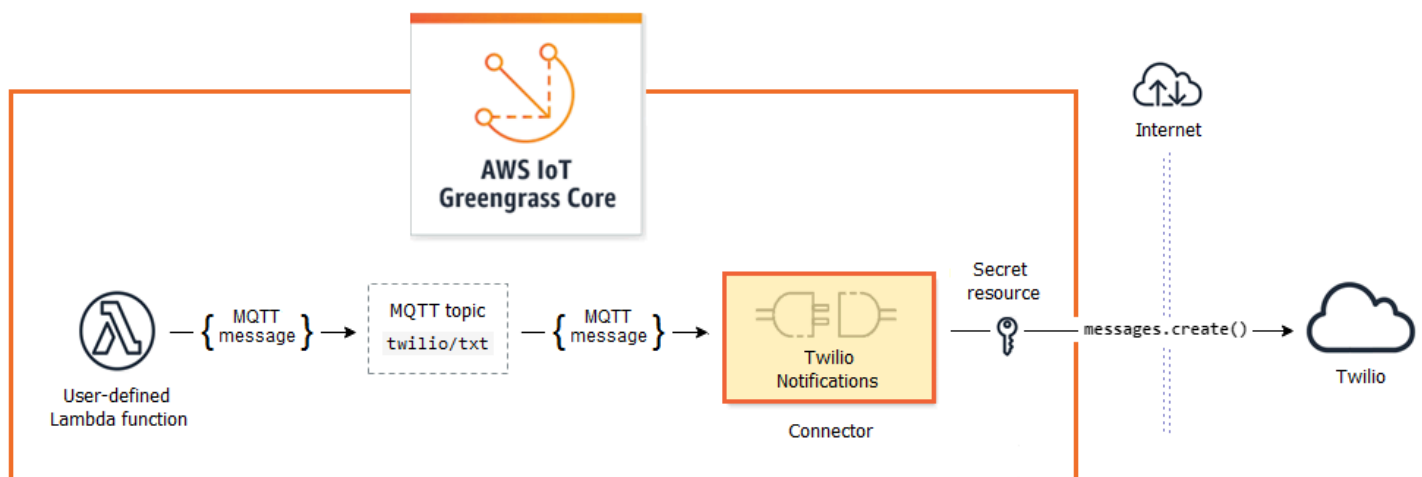 AWS IoT
Greengrass Core
Internet
{ MQTT
message }
MQTT topic
twilio/txt
{ MQTT
message }
Twilio
Notifications
Connector
Secret
resource
messages.create()
Twilio
User-defined
Lambda function